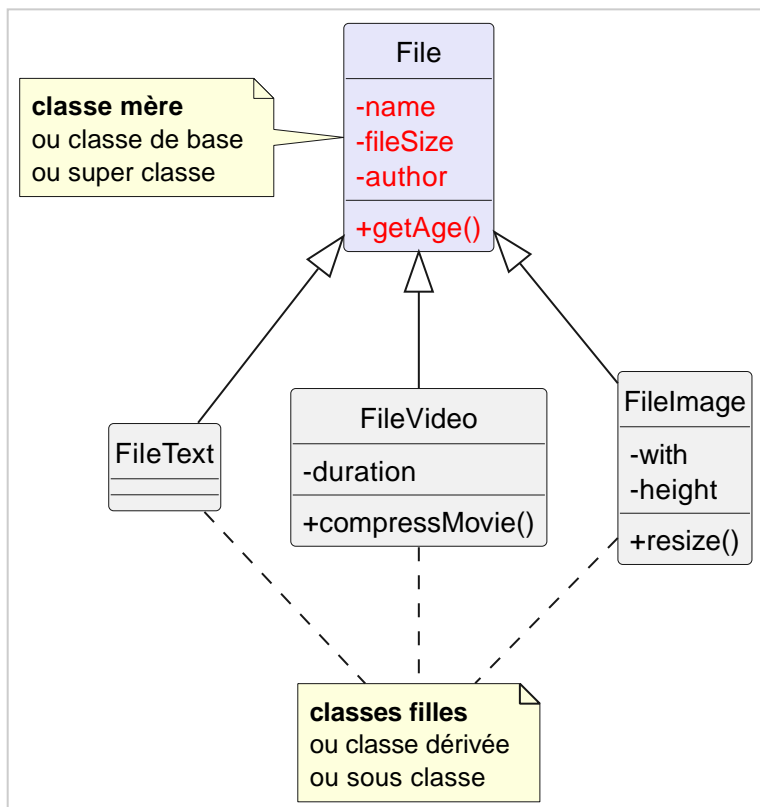 File
classe mère
ou classe de base
ou super classe
-name
-fileSize
-author
+getAge()
FileText
FileVideo
-duration
+compressMovie()
FileImage
-with
-height
+resize()
classes filles
ou classe dérivée
ou sous classe